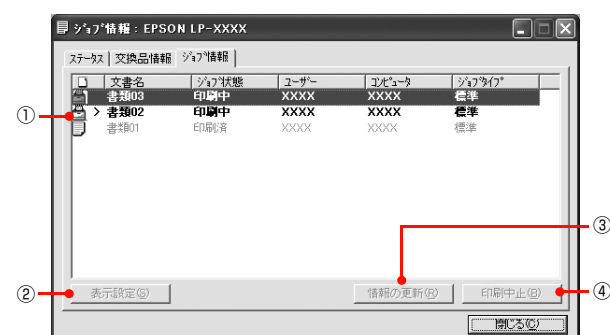 ジョブ情報 : EPSON LP-XXXX
ステータス 交換品情報 ジョブ情報
文書名 ジョブ状態 ユーザー コンピュータ ジョブタイプ
書類03 印刷中 XXXX XXXX 標準
① > 書類02 印刷中 XXXX XXXX 標準
書類01 印刷済 XXXX XXXX 標準
③
② 表示設定(S) 情報の更新(R) 印刷中止(B) ④
閉じる(C)